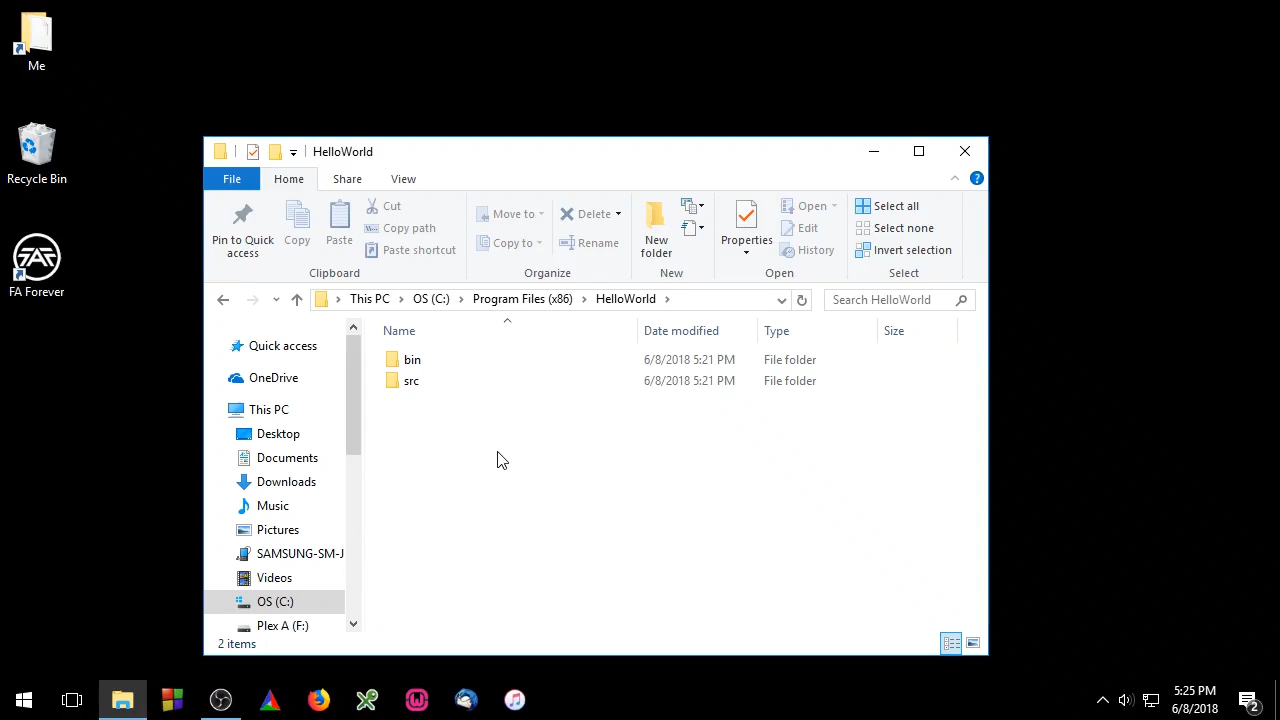 Me
Recycle Bin
FA Forever
HelloWorld
File Home Share View
Pin to Quick access
Copy
Paste
Cut
Copy path
Paste shortcut
Clipboard
Move to
Copy to
Delete
Rename
Organize
New folder
New
Properties
Open
Edit
History
Open
Select all
Select none
Invert selection
Select
This PC OS (C:) Program Files (x86) HelloWorld
Search HelloWorld
Quick access
OneDrive
This PC
Desktop
Documents
Downloads
Music
Pictures
SAMSUNG-SM-J
Videos
OS (C:)
Plex A (F:)
Name Date modified Type Size
bin 6/8/2018 5:21 PM File folder
src 6/8/2018 5:21 PM File folder
2 items
5:25 PM
6/8/2018
2